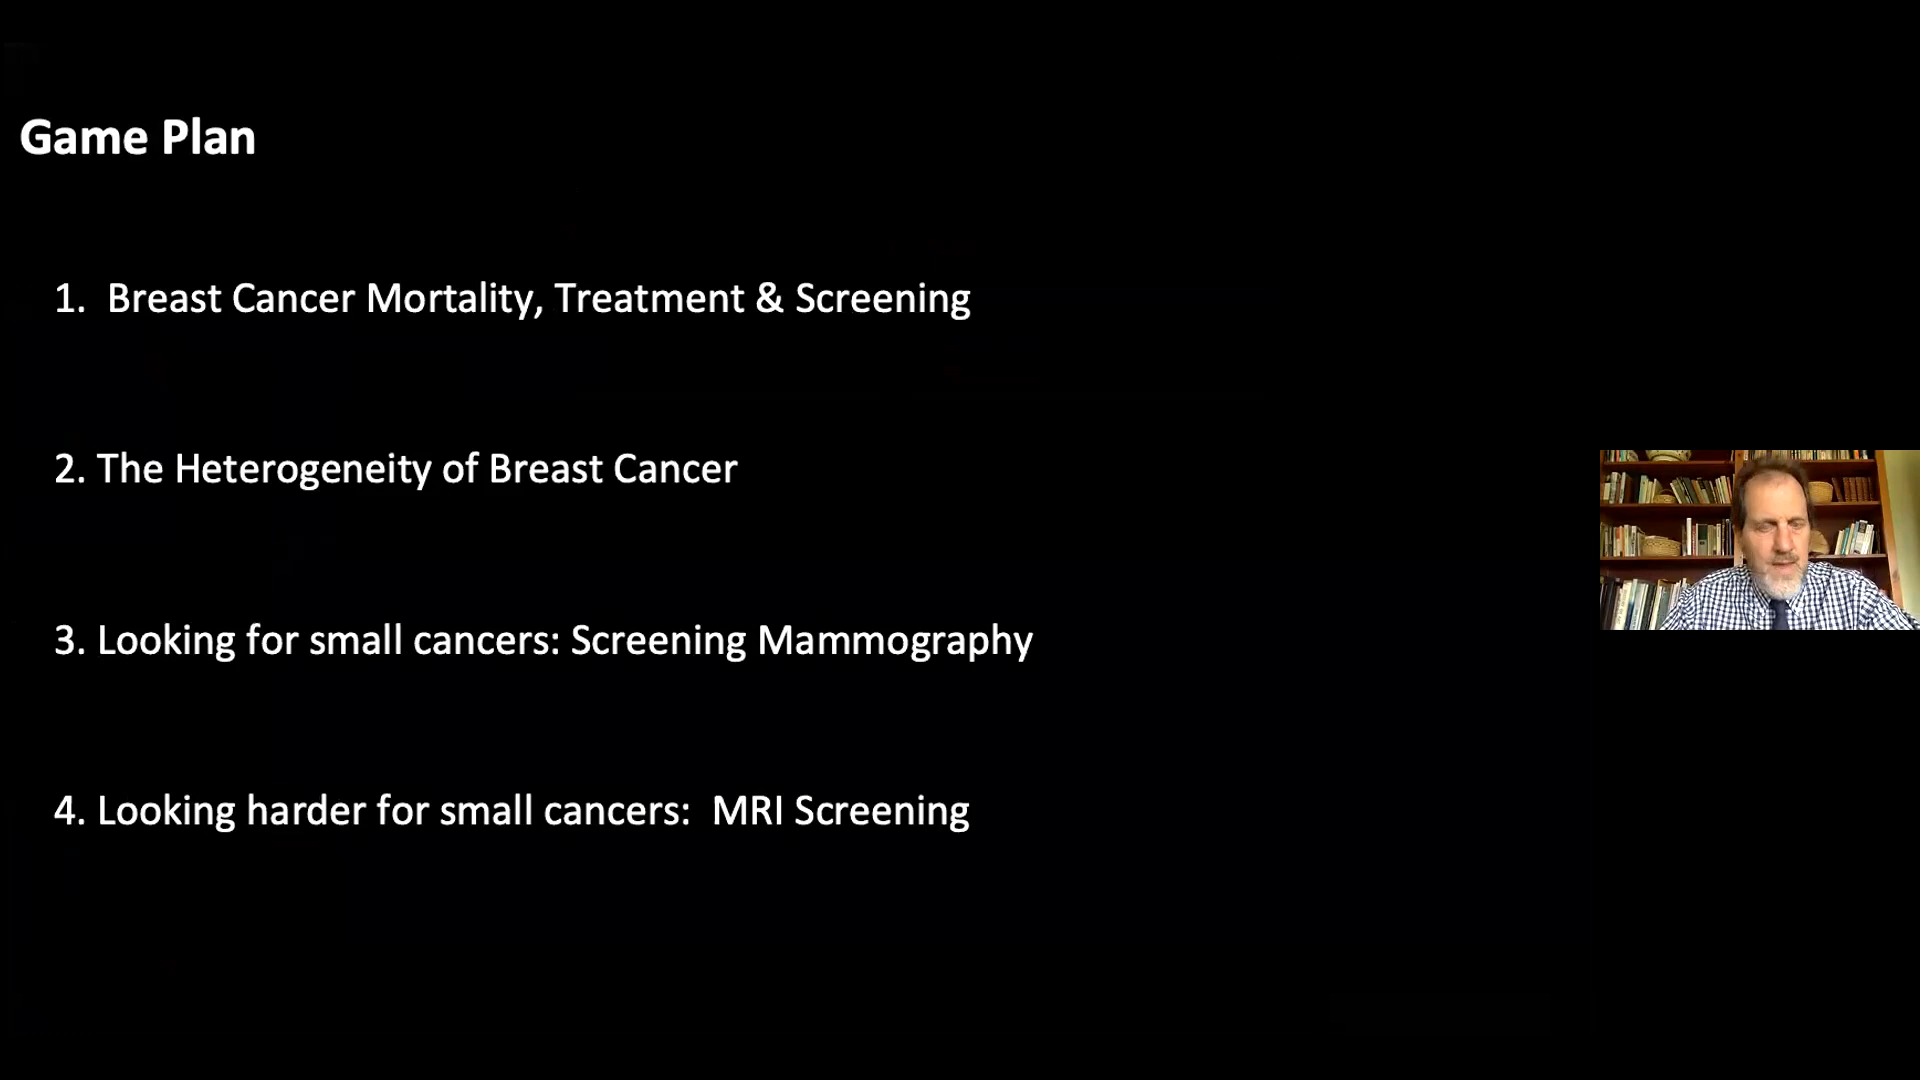 Game Plan
1. Breast Cancer Mortality, Treatment & Screening
2. The Heterogeneity of Breast Cancer
3. Looking for small cancers: Screening Mammography
4. Looking harder for small cancers: MRI Screening